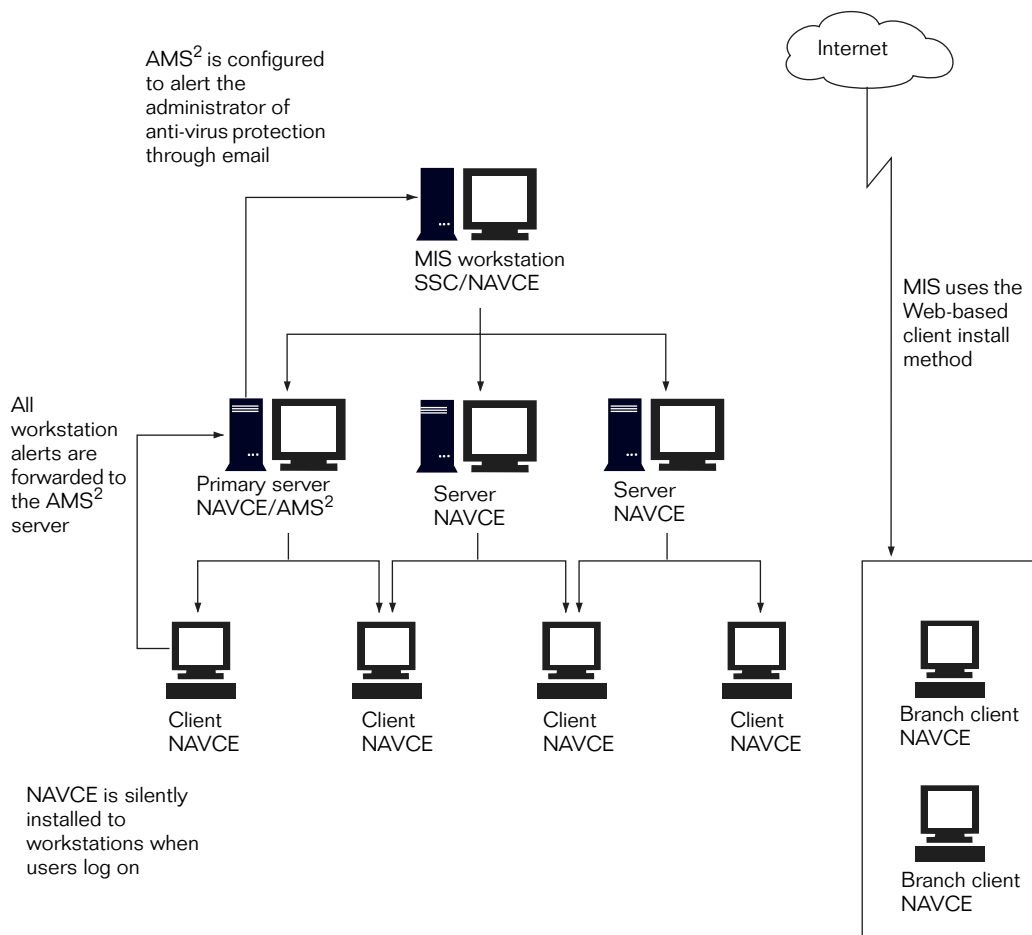 AMS² is configured
to alert the
administrator of
anti-virus protection
through email
Internet
MIS workstation
SSC/NAVCE
MIS uses the
Web-based
client install
method
All
workstation
alerts are
forwarded to
the AMS²
server
Primary server
NAVCE/AMS²
Server
NAVCE
Server
NAVCE
Client
NAVCE
Client
NAVCE
Client
NAVCE
Client
NAVCE
Branch client
NAVCE
NAVCE is silently
installed to
workstations when
users log on
Branch client
NAVCE